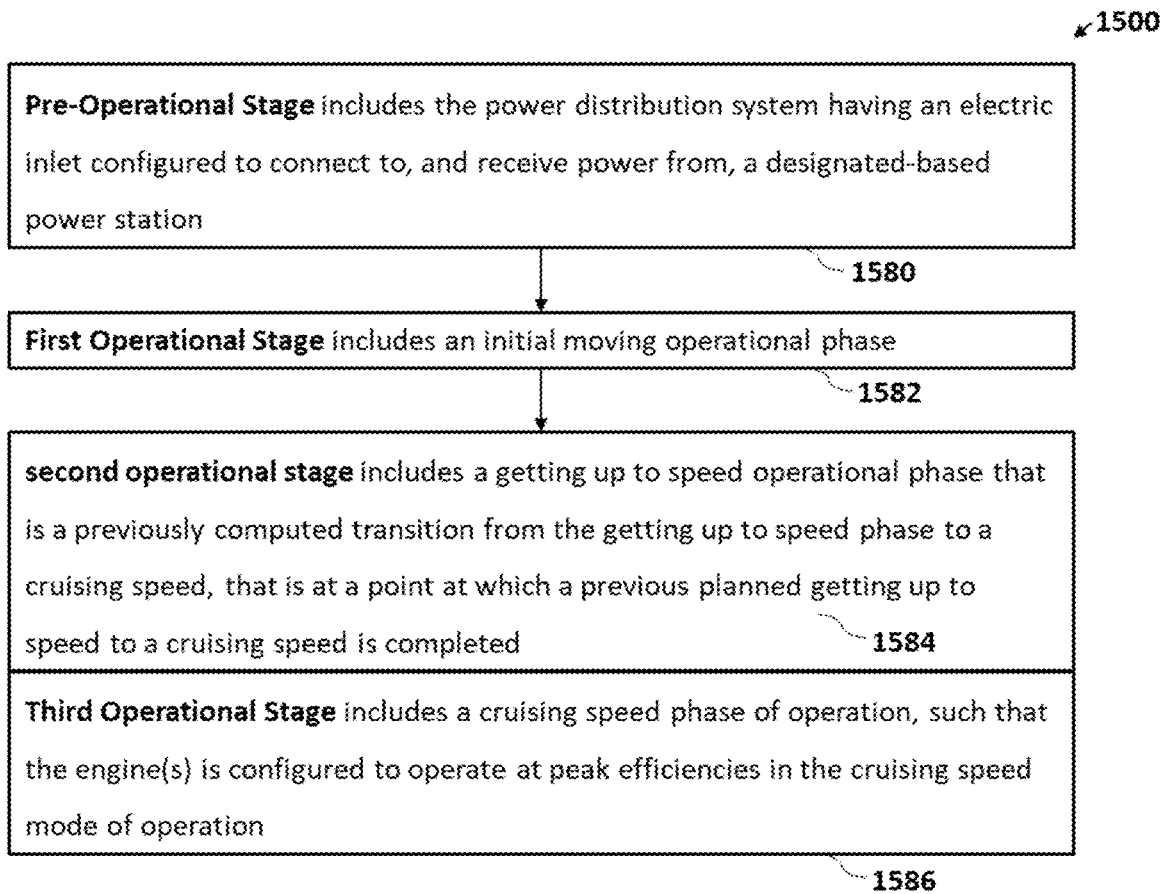 1500
Pre-Operational Stage includes the power distribution system having an electric
inlet configured to connect to, and receive power from, a designated-based
power station
1580
First Operational Stage includes an initial moving operational phase
1582
second operational stage includes a getting up to speed operational phase that
is a previously computed transition from the getting up to speed phase to a
cruising speed, that is at a point at which a previous planned getting up to
speed to a cruising speed is completed
1584
Third Operational Stage includes a cruising speed phase of operation, such that
the engine(s) is configured to operate at peak efficiencies in the cruising speed
mode of operation
1586